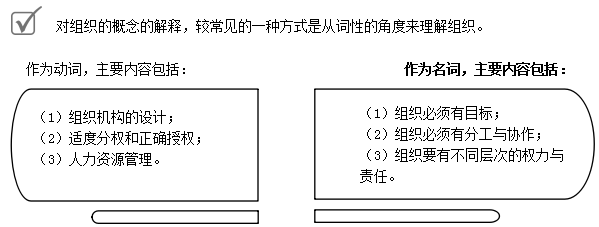 对组织的概念的解释，较常见的一种方式是从词性的角度来理解组织。
作为动词，主要内容包括：
（1）组织机构的设计；
（2）适度分权和正确授权；
（3）人力资源管理。
作为名词，主要内容包括：
（1）组织必须有目标；
（2）组织必须有分工与协作；
（3）组织要有不同层次的权力与
责任。